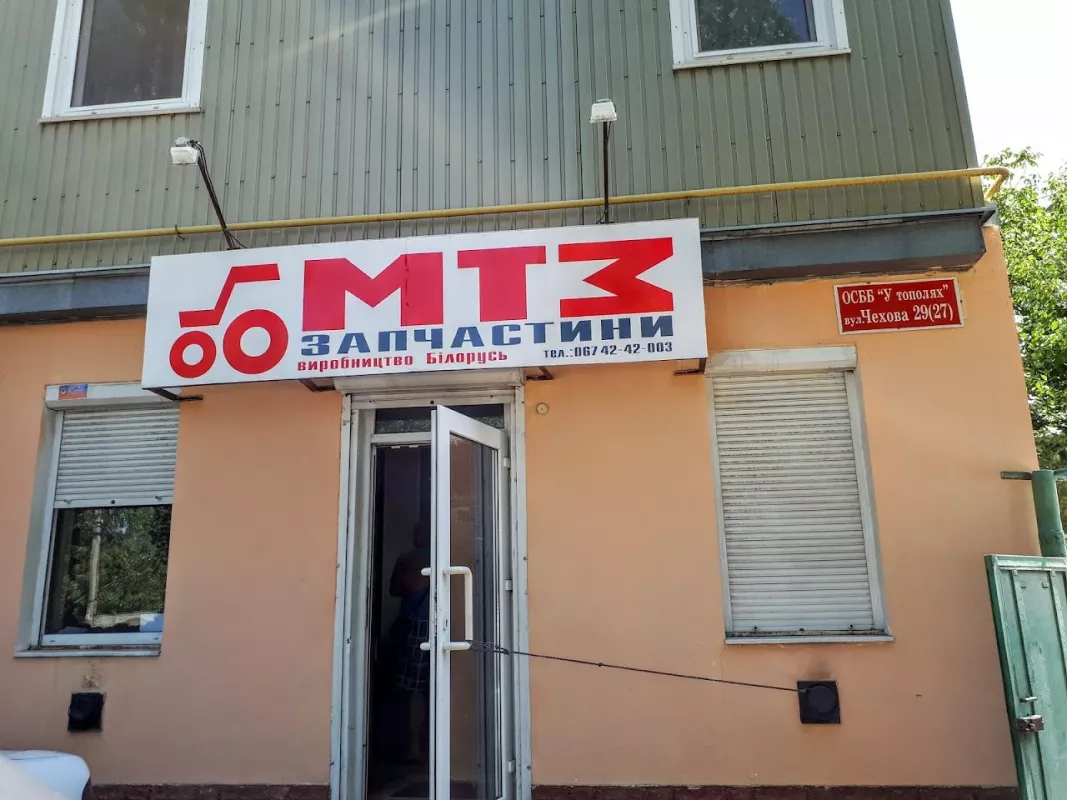 МТЗ
ЗАПЧАСТИНИ
виробництво Білорусь
тел.:067 42-42-003
ОСББ "У тополях"
вул.Чехова 29(27)